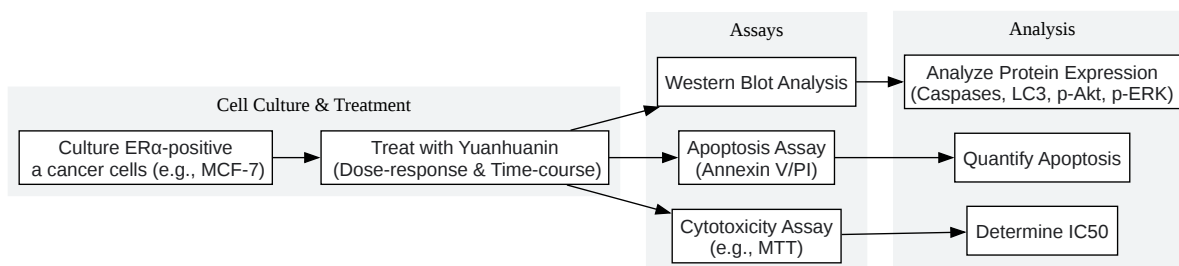 Cell Culture & Treatment
Culture ERα-positive
a cancer cells (e.g., MCF-7)
Treat with Yuanhuanin
(Dose-response & Time-course)
Assays
Western Blot Analysis
Apoptosis Assay
(Annexin V/PI)
Cytotoxicity Assay
(e.g., MTT)
Analysis
Analyze Protein Expression
(Caspases, LC3, p-Akt, p-ERK)
Quantify Apoptosis
Determine IC50